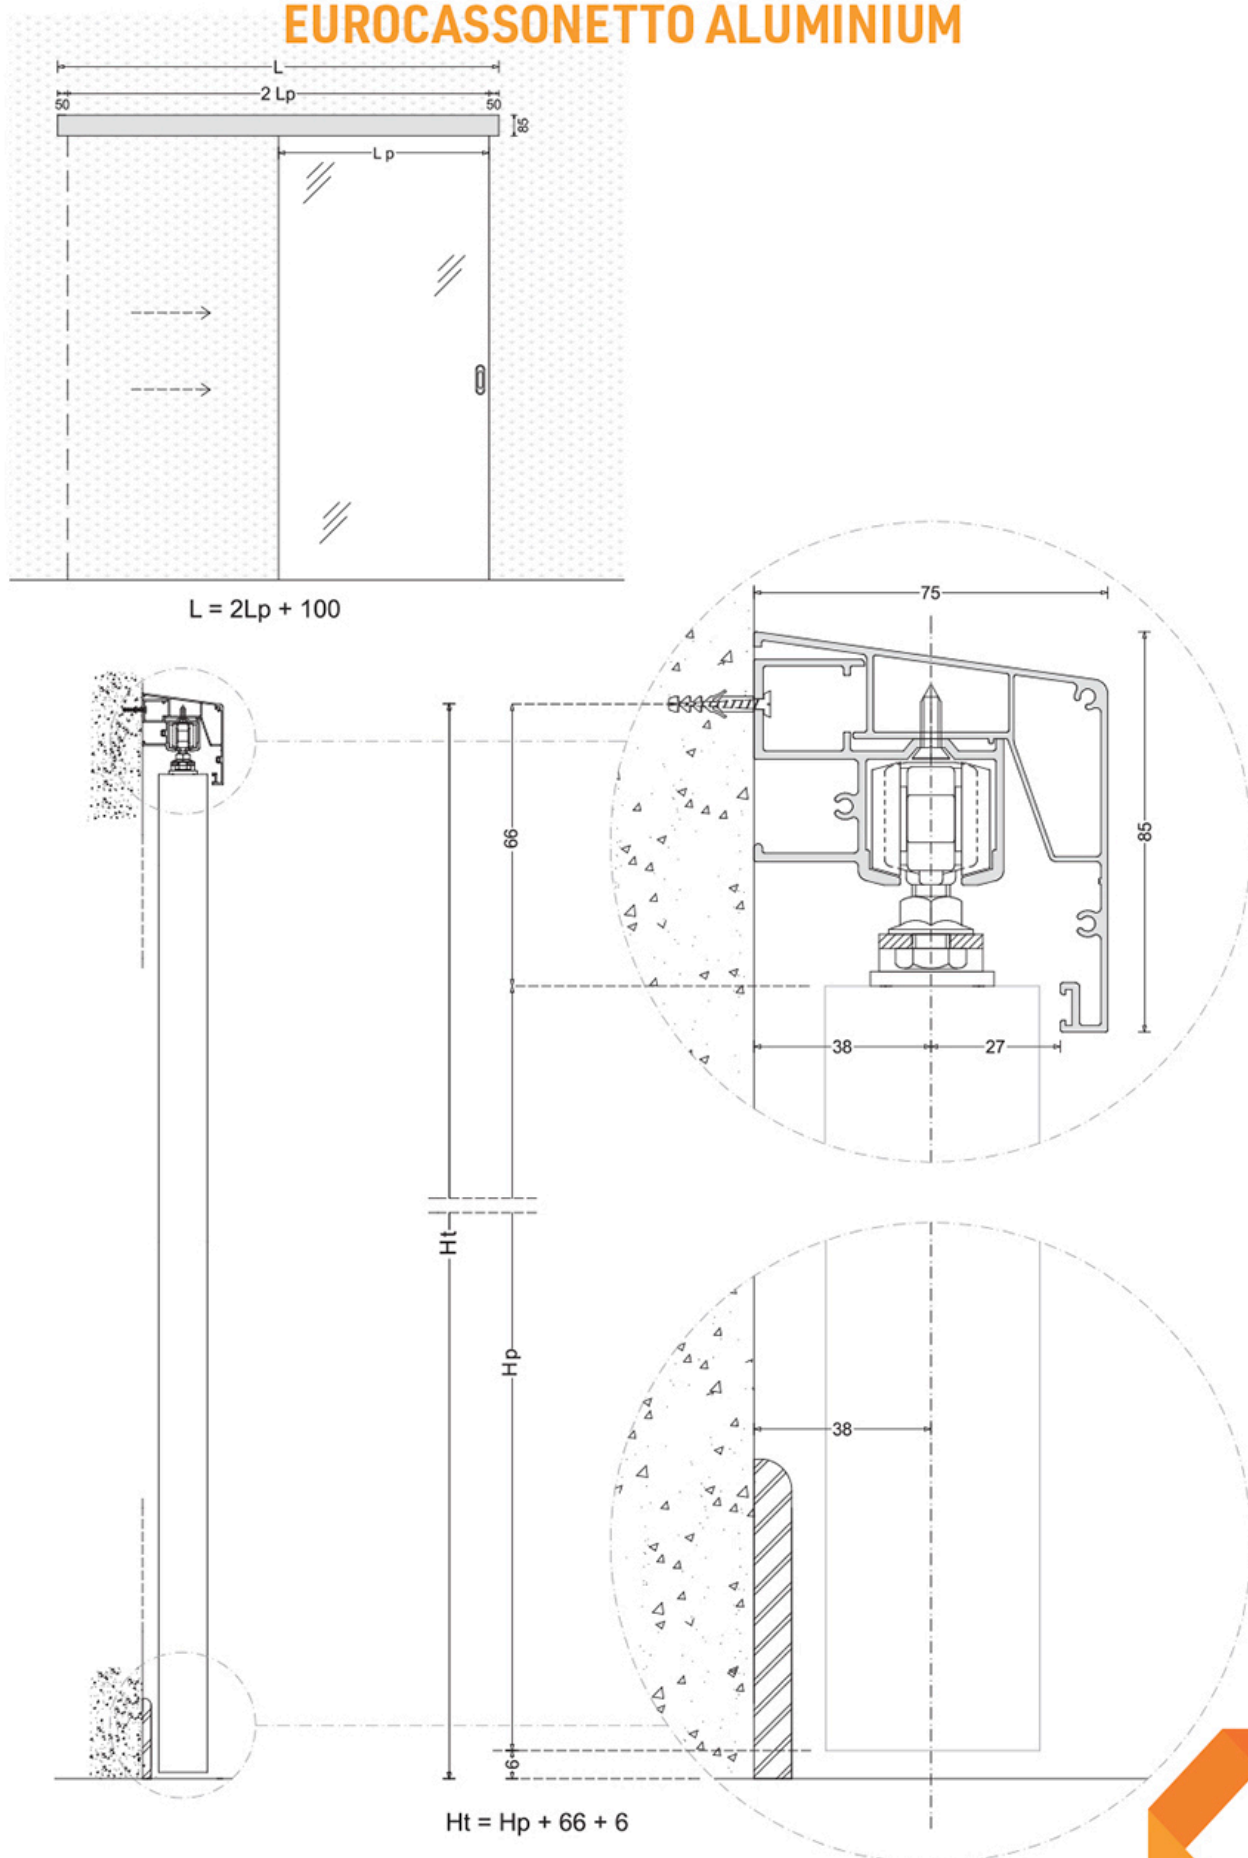 EUROCASSONETTO ALUMINIUM
L
2 Lp
50
50
85
Lp
L = 2Lp + 100
75
66
85
38
27
Ht
Hp
38
6
Ht = Hp + 66 + 6